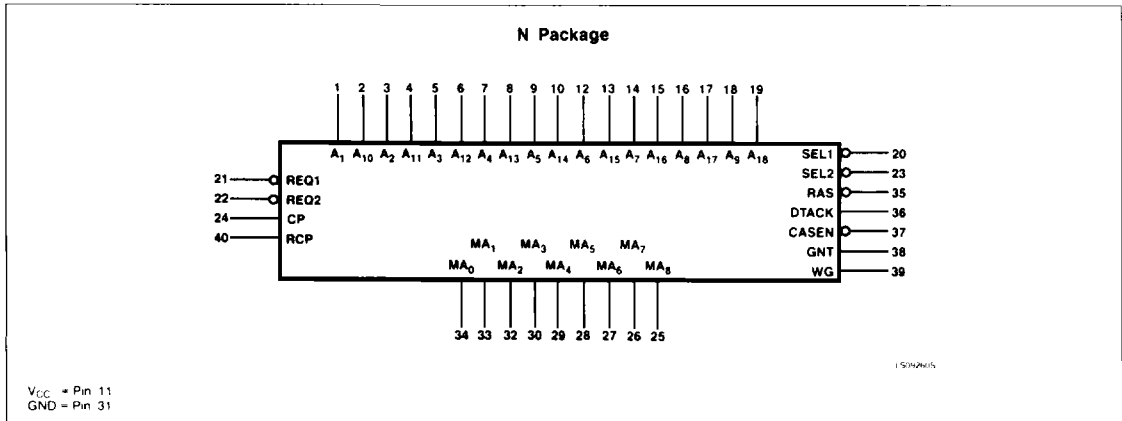 N Package
1 2 3 4 5 6 7 8 9 10 12 13 14 15 16 17 18 19
A₁ A₁₀ A₂ A₁₁ A₃ A₁₂ A₄ A₁₃ A₅ A₁₄ A₆ A₁₅ A₇ A₁₆ A₈ A₁₇ A₉ A₁₈
SEL1 20
SEL2 23
21 REQ1
RAS 35
22 REQ2
DTACK 36
24 CP
CASEN 37
40 RCP
GNT 38
MA₁ MA₃ MA₅ MA₇
MA₀ MA₂ MA₄ MA₆ MA₈
WG 39
34 33 32 30 29 28 27 26 25
V_CC = Pin 11
GND = Pin 31